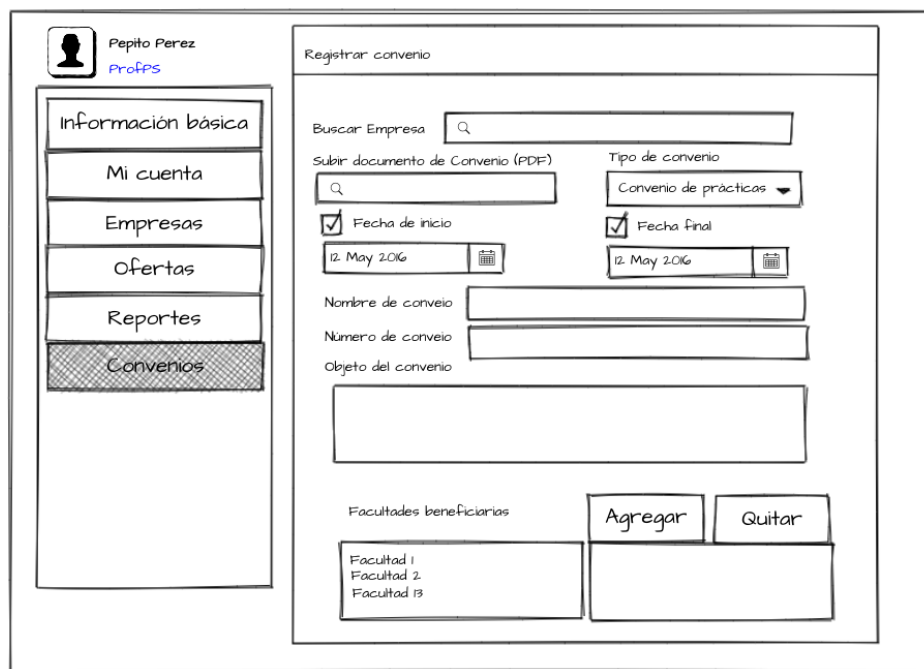 Pepito Perez
ProfPS
Información básica
Mi cuenta
Empresas
Ofertas
Reportes
Convenios
Registrar convenio
Buscar Empresa
Subir documento de Convenio (PDF)
Tipo de convenio
Convenio de prácticas
Fecha de inicio
Fecha final
12 May 2016
12 May 2016
Nombre de conveio
Número de conveio
Objeto del convenio
Facultades beneficiarias
Agregar
Quitar
Facultad 1
Facultad 2
Facultad 13